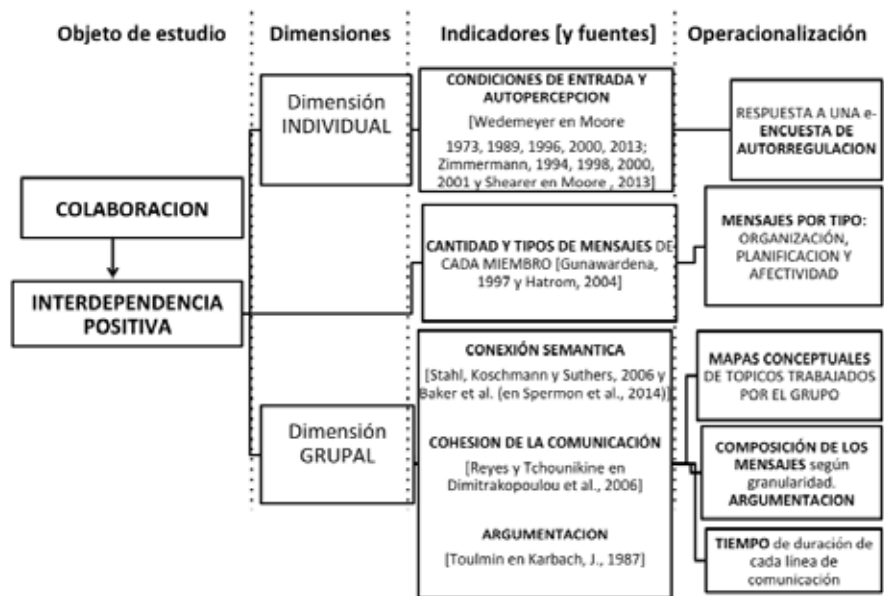 Objeto de estudio
Dimensiones
Indicadores [y fuentes]
Operacionalización
COLABORACION
INTERDEPENDENCIA
POSITIVA
Dimensión
INDIVIDUAL
Dimensión
GRUPAL
CONDICIONES DE ENTRADA Y
AUTOPERCEPCION
[Wedemeyer en Moore
1973, 1989, 1996, 2000, 2013;
Zimmermann, 1994, 1998, 2000,
2001 y Shearer en Moore , 2013]
CANTIDAD Y TIPOS DE MENSAJES DE
CADA MIEMBRO [Gunawardena,
1997 y Hatrom, 2004]
CONEXIÓN SEMANTICA
[Stahl, Koschmann y Suthers, 2006 y
Baker et al. (en Spermon et al., 2014)]
COHESION DE LA COMUNICACIÓN
[Reyes y Tchounikine en
Dimitrakopoulou et al., 2006]
ARGUMENTACION
[Toulmin en Karbach, J., 1987]
RESPUESTA A UNA e-
ENCUESTA DE
AUTORREGULACION
MENSAJES POR TIPO:
ORGANIZACIÓN,
PLANIFICACION Y
AFECTIVIDAD
MAPAS CONCEPTUALES
DE TOPICOS TRABAJADOS
POR EL GRUPO
COMPOSICIÓN DE LOS
MENSAJES según
granularidad.
ARGUMENTACION
TIEMPO de duración de
cada línea de
comunicación